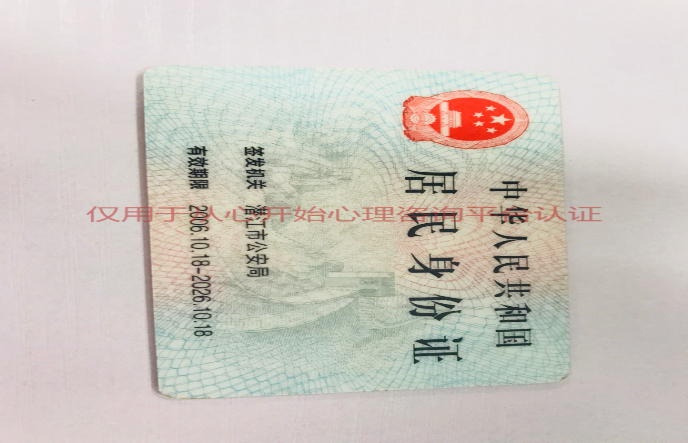 中华人民共和国
居民身份证
签发机关 潜江市公安局
有效期限 2006.10.18-2026.10.18
仅用于从心开始心理咨询平台认证